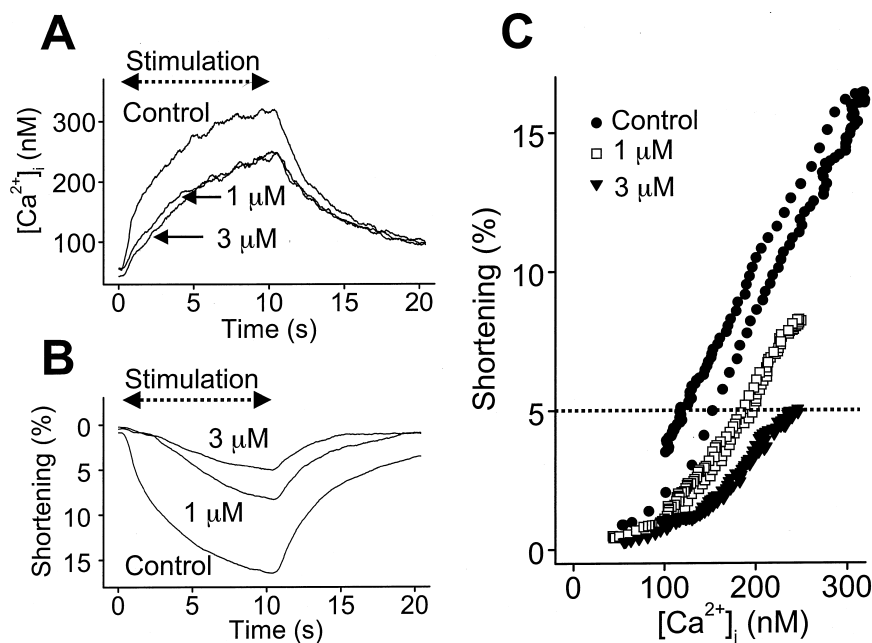 A
Stimulation
Control
[Ca²⁺]ᵢ (nM)
300
200
100
1 μM
3 μM
0 5 10 15 20
Time (s)
B
Stimulation
Shortening (%)
0
5
10
15
3 μM
1 μM
Control
0 5 10 15 20
Time (s)
C
Shortening (%)
15
10
5
0
Control
1 μM
3 μM
0 100 200 300
[Ca²⁺]ᵢ (nM)